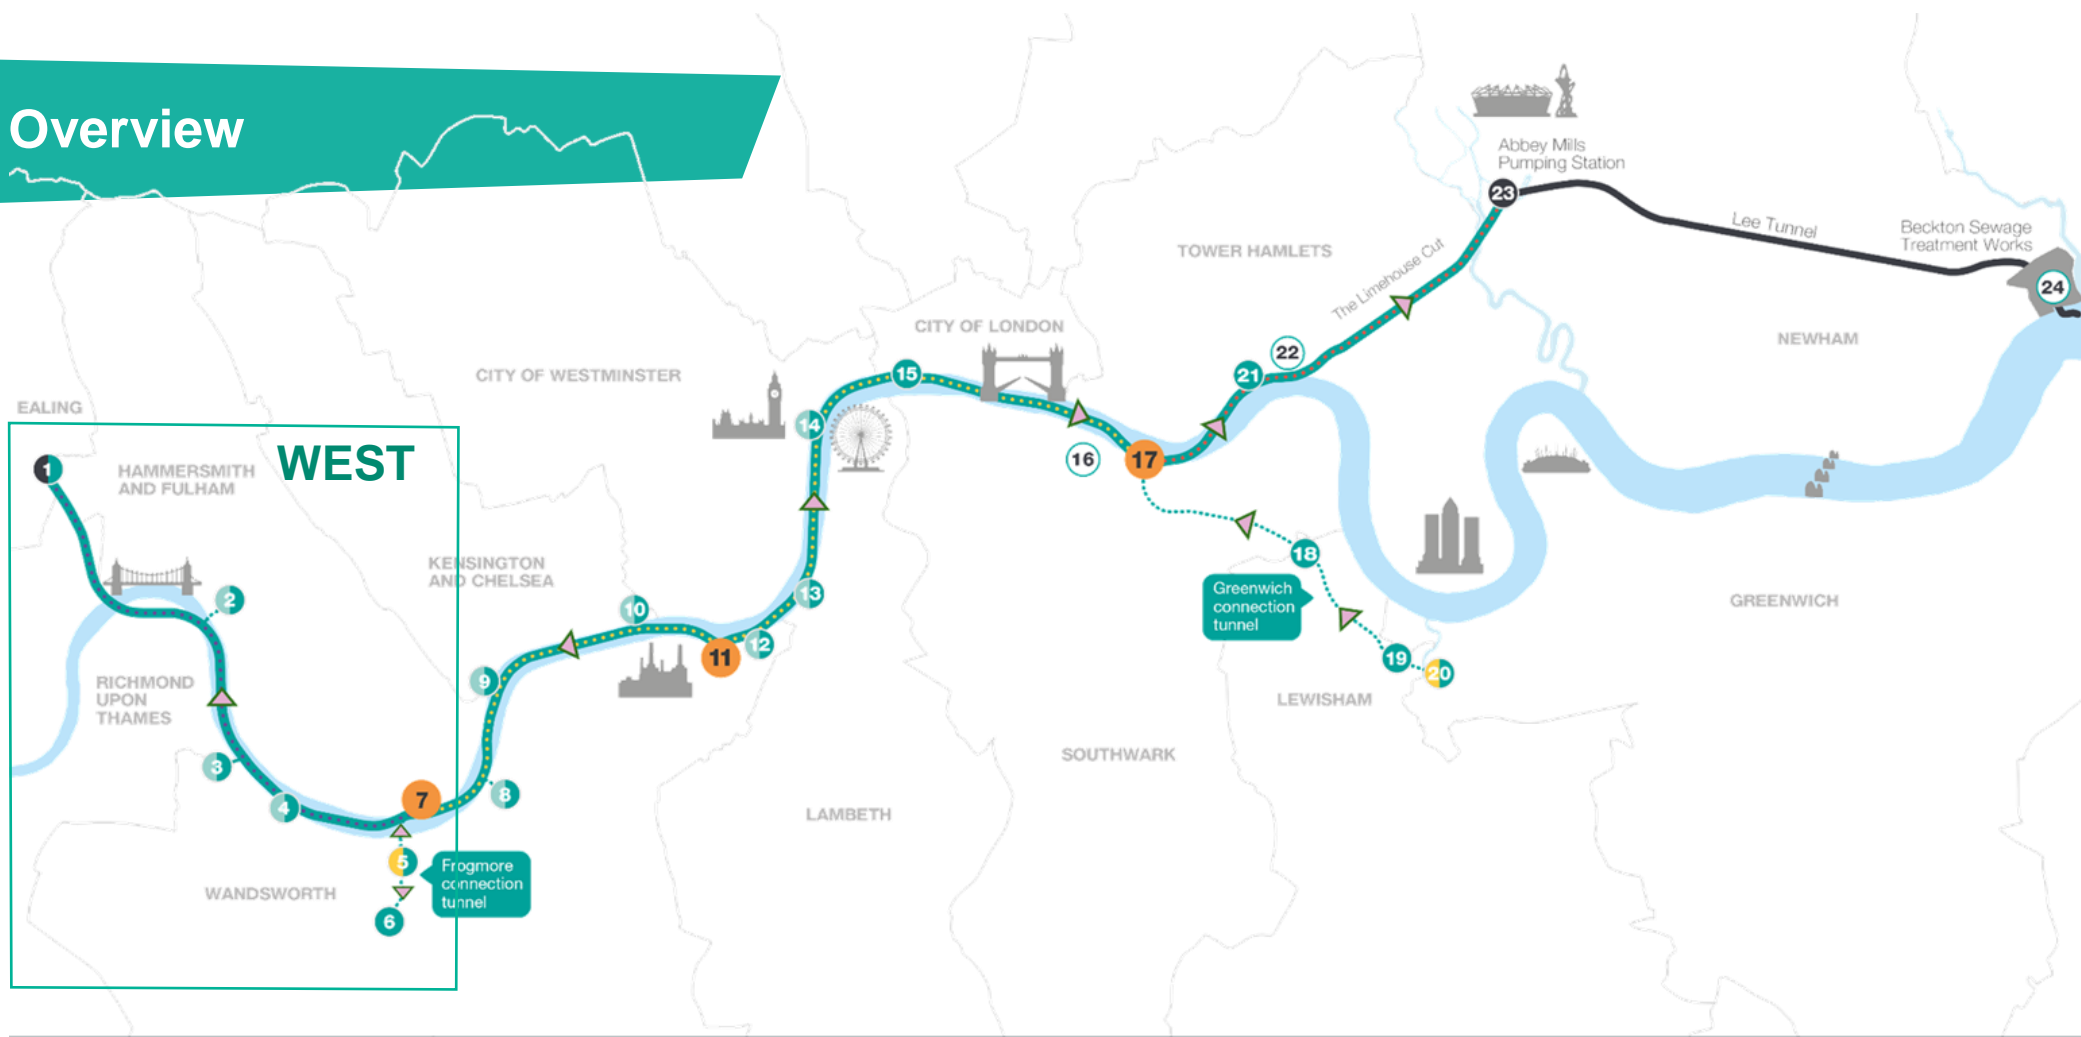 Overview
Abbey Mills
Pumping Station
23
Lee Tunnel
Beckton Sewage
Treatment Works
24
TOWER HAMLETS
The Limehouse Cut
NEWHAM
CITY OF LONDON
22
21
15
CITY OF WESTMINSTER
14
16
17
EALING
WEST
1
HAMMERSMITH
AND FULHAM
KENSINGTON
AND CHELSEA
2
10
13
12
11
9
18
Greenwich
connection
tunnel
GREENWICH
19
20
LEWISHAM
RICHMOND
UPON
THAMES
3
4
7
8
SOUTHWARK
LAMBETH
5
Frogmore
connection
tunnel
WANDSWORTH
6